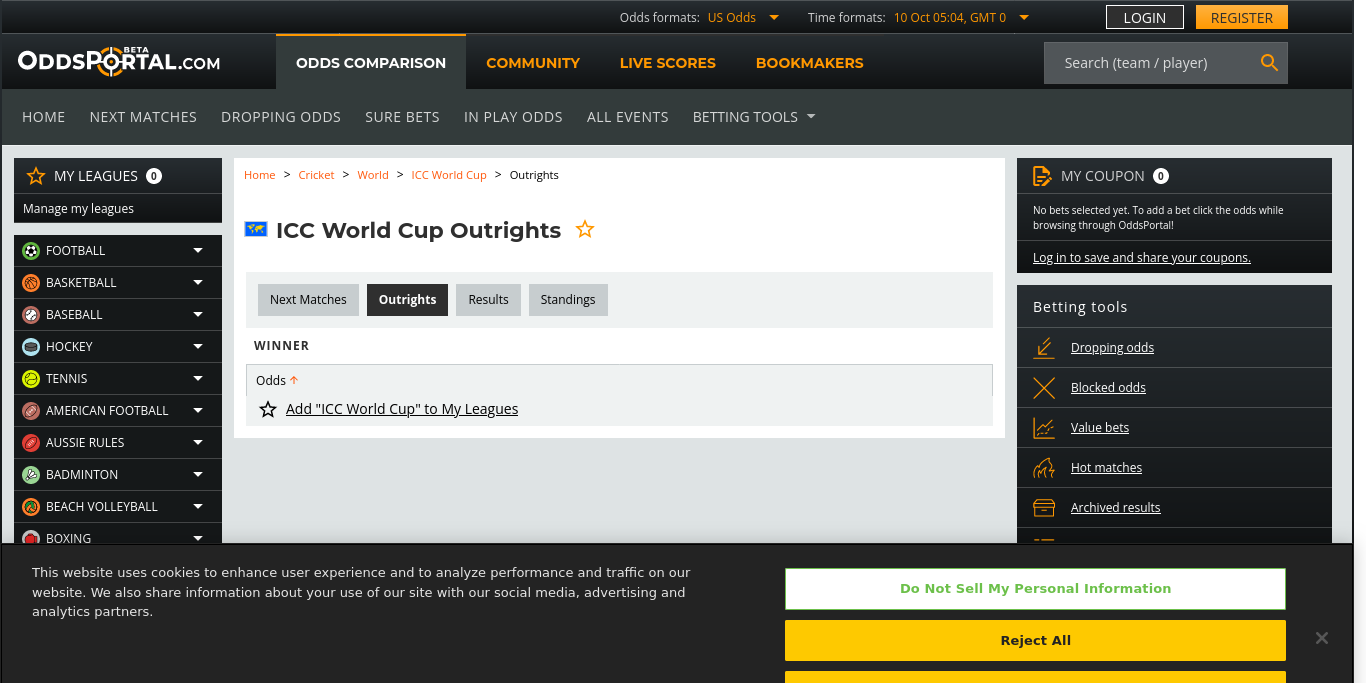 Odds formats: US Odds
Time formats: 10 Oct 05:04, GMT 0
LOGIN
REGISTER
ODDSPORTAL.COM
BETA
ODDS COMPARISON
COMMUNITY
LIVE SCORES
BOOKMAKERS
Search (team / player)
HOME
NEXT MATCHES
DROPPING ODDS
SURE BETS
IN PLAY ODDS
ALL EVENTS
BETTING TOOLS
MY LEAGUES 0
Manage my leagues
FOOTBALL
BASKETBALL
BASEBALL
HOCKEY
TENNIS
AMERICAN FOOTBALL
AUSSIE RULES
BADMINTON
BEACH VOLLEYBALL
BOXING
Home > Cricket > World > ICC World Cup > Outrights
ICC World Cup Outrights
Next Matches
Outrights
Results
Standings
WINNER
Odds
Add "ICC World Cup" to My Leagues
MY COUPON 0
No bets selected yet. To add a bet click the odds while
browsing through OddsPortal!
Log in to save and share your coupons.
Betting tools
Dropping odds
Blocked odds
Value bets
Hot matches
Archived results
This website uses cookies to enhance user experience and to analyze performance and traffic on our
website. We also share information about your use of our site with our social media, advertising and
analytics partners.
Do Not Sell My Personal Information
Reject All